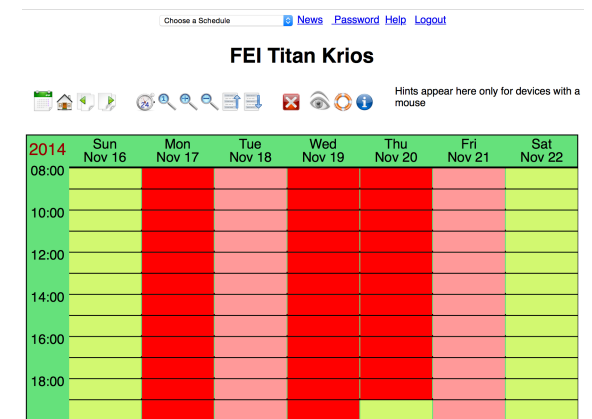 Choose a Schedule News Password Help Logout
FEI Titan Krios
Hints appear here only for devices with a
mouse
2014 Sun Mon Tue Wed Thu Fri Sat
Nov 16 Nov 17 Nov 18 Nov 19 Nov 20 Nov 21 Nov 22
08:00
10:00
12:00
14:00
16:00
18:00